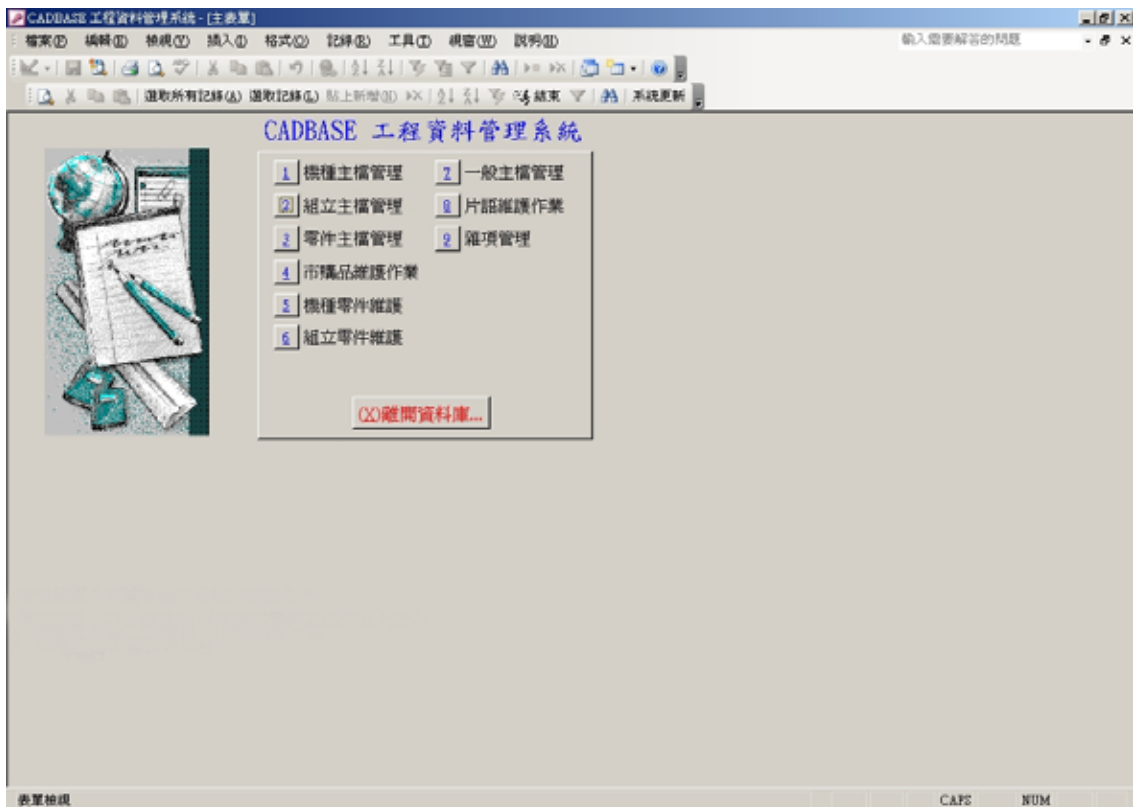 CADBASE 工程資料管理系統 - [主表單]
檔案(F) 編輯(E) 檢視(V) 插入(I) 格式(O) 記錄(R) 工具(T) 視窗(W) 說明(H) 輸入需要解答的問題
選取所有記錄(A) 選取記錄(L) 貼上新增(N) 結束 系統更新
CADBASE 工程資料管理系統
1 機種主檔管理 7 一般主檔管理
2 組立主檔管理 8 片語維護作業
3 零件主檔管理 9 雜項管理
4 市購品維護作業
5 機種零件維護
6 組立零件維護
(X)離開資料庫...
表單檢視 CAPS NUM